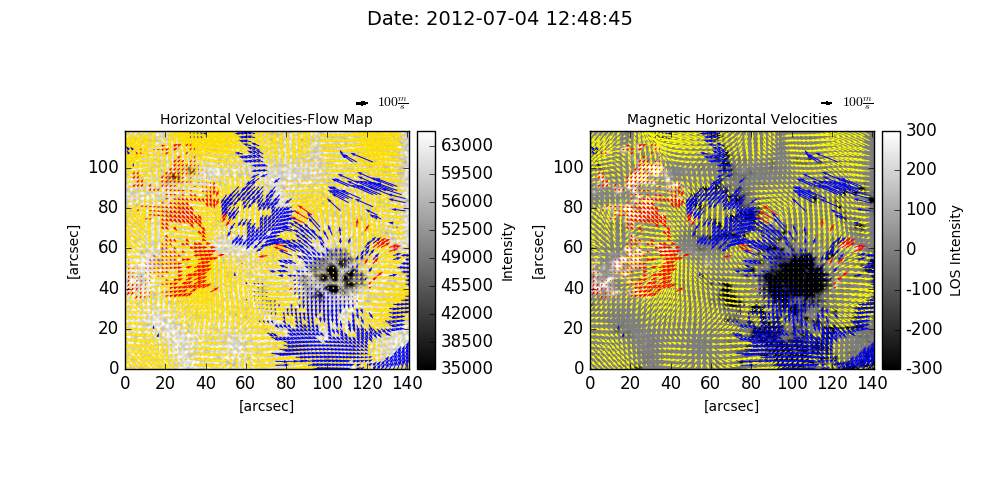 Date: 2012-07-04 12:48:45
100 m/s
Horizontal Velocities-Flow Map
[arcsec]
100
80
60
40
20
0
0 20 40 60 80 100 120 140
[arcsec]
63000
59500
56000
52500
49000
45500
42000
38500
35000
Intensity
100 m/s
Magnetic Horizontal Velocities
[arcsec]
100
80
60
40
20
0
0 20 40 60 80 100 120 140
[arcsec]
300
200
100
0
-100
-200
-300
LOS Intensity